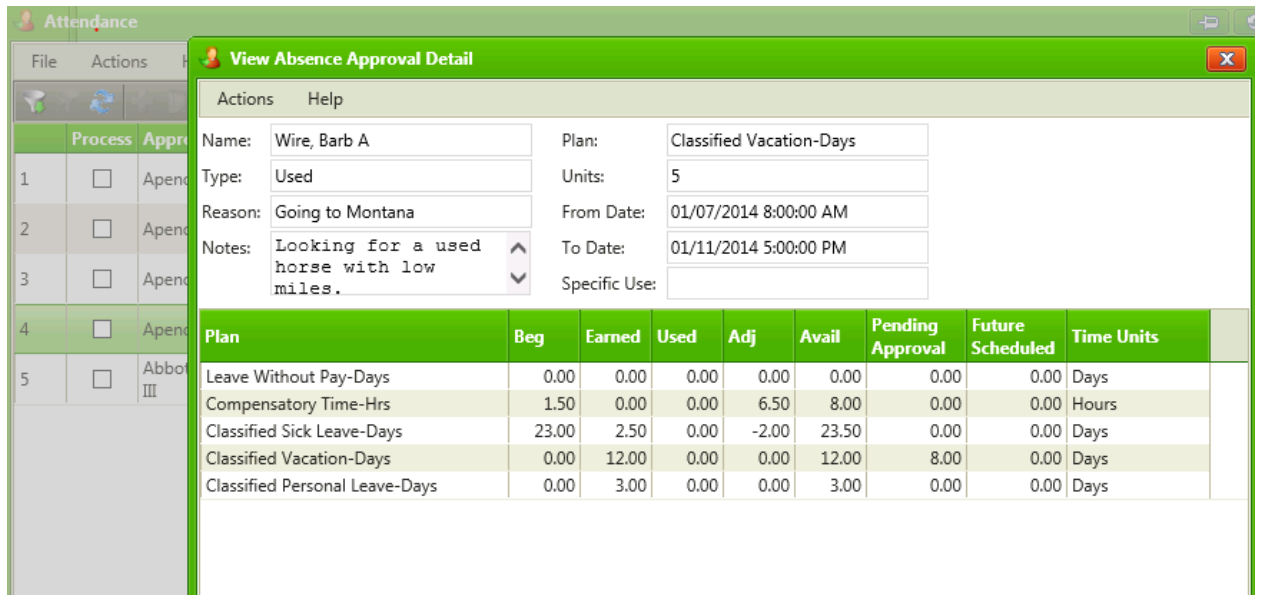 Attendance
File Actions H
Process Appro
1 Apend
2 Apend
3 Apend
4 Apend
5 Abbot
III
View Absence Approval Detail
X
Actions Help
Name: Wire, Barb A Plan: Classified Vacation-Days
Type: Used Units: 5
Reason: Going to Montana From Date: 01/07/2014 8:00:00 AM
Notes: Looking for a used To Date: 01/11/2014 5:00:00 PM
horse with low
miles. Specific Use:
Plan Beg Earned Used Adj Avail Pending Approval Future Scheduled Time Units
Leave Without Pay-Days 0.00 0.00 0.00 0.00 0.00 0.00 0.00 Days
Compensatory Time-Hrs 1.50 0.00 0.00 6.50 8.00 0.00 0.00 Hours
Classified Sick Leave-Days 23.00 2.50 0.00 -2.00 23.50 0.00 0.00 Days
Classified Vacation-Days 0.00 12.00 0.00 0.00 12.00 8.00 0.00 Days
Classified Personal Leave-Days 0.00 3.00 0.00 0.00 3.00 0.00 0.00 Days